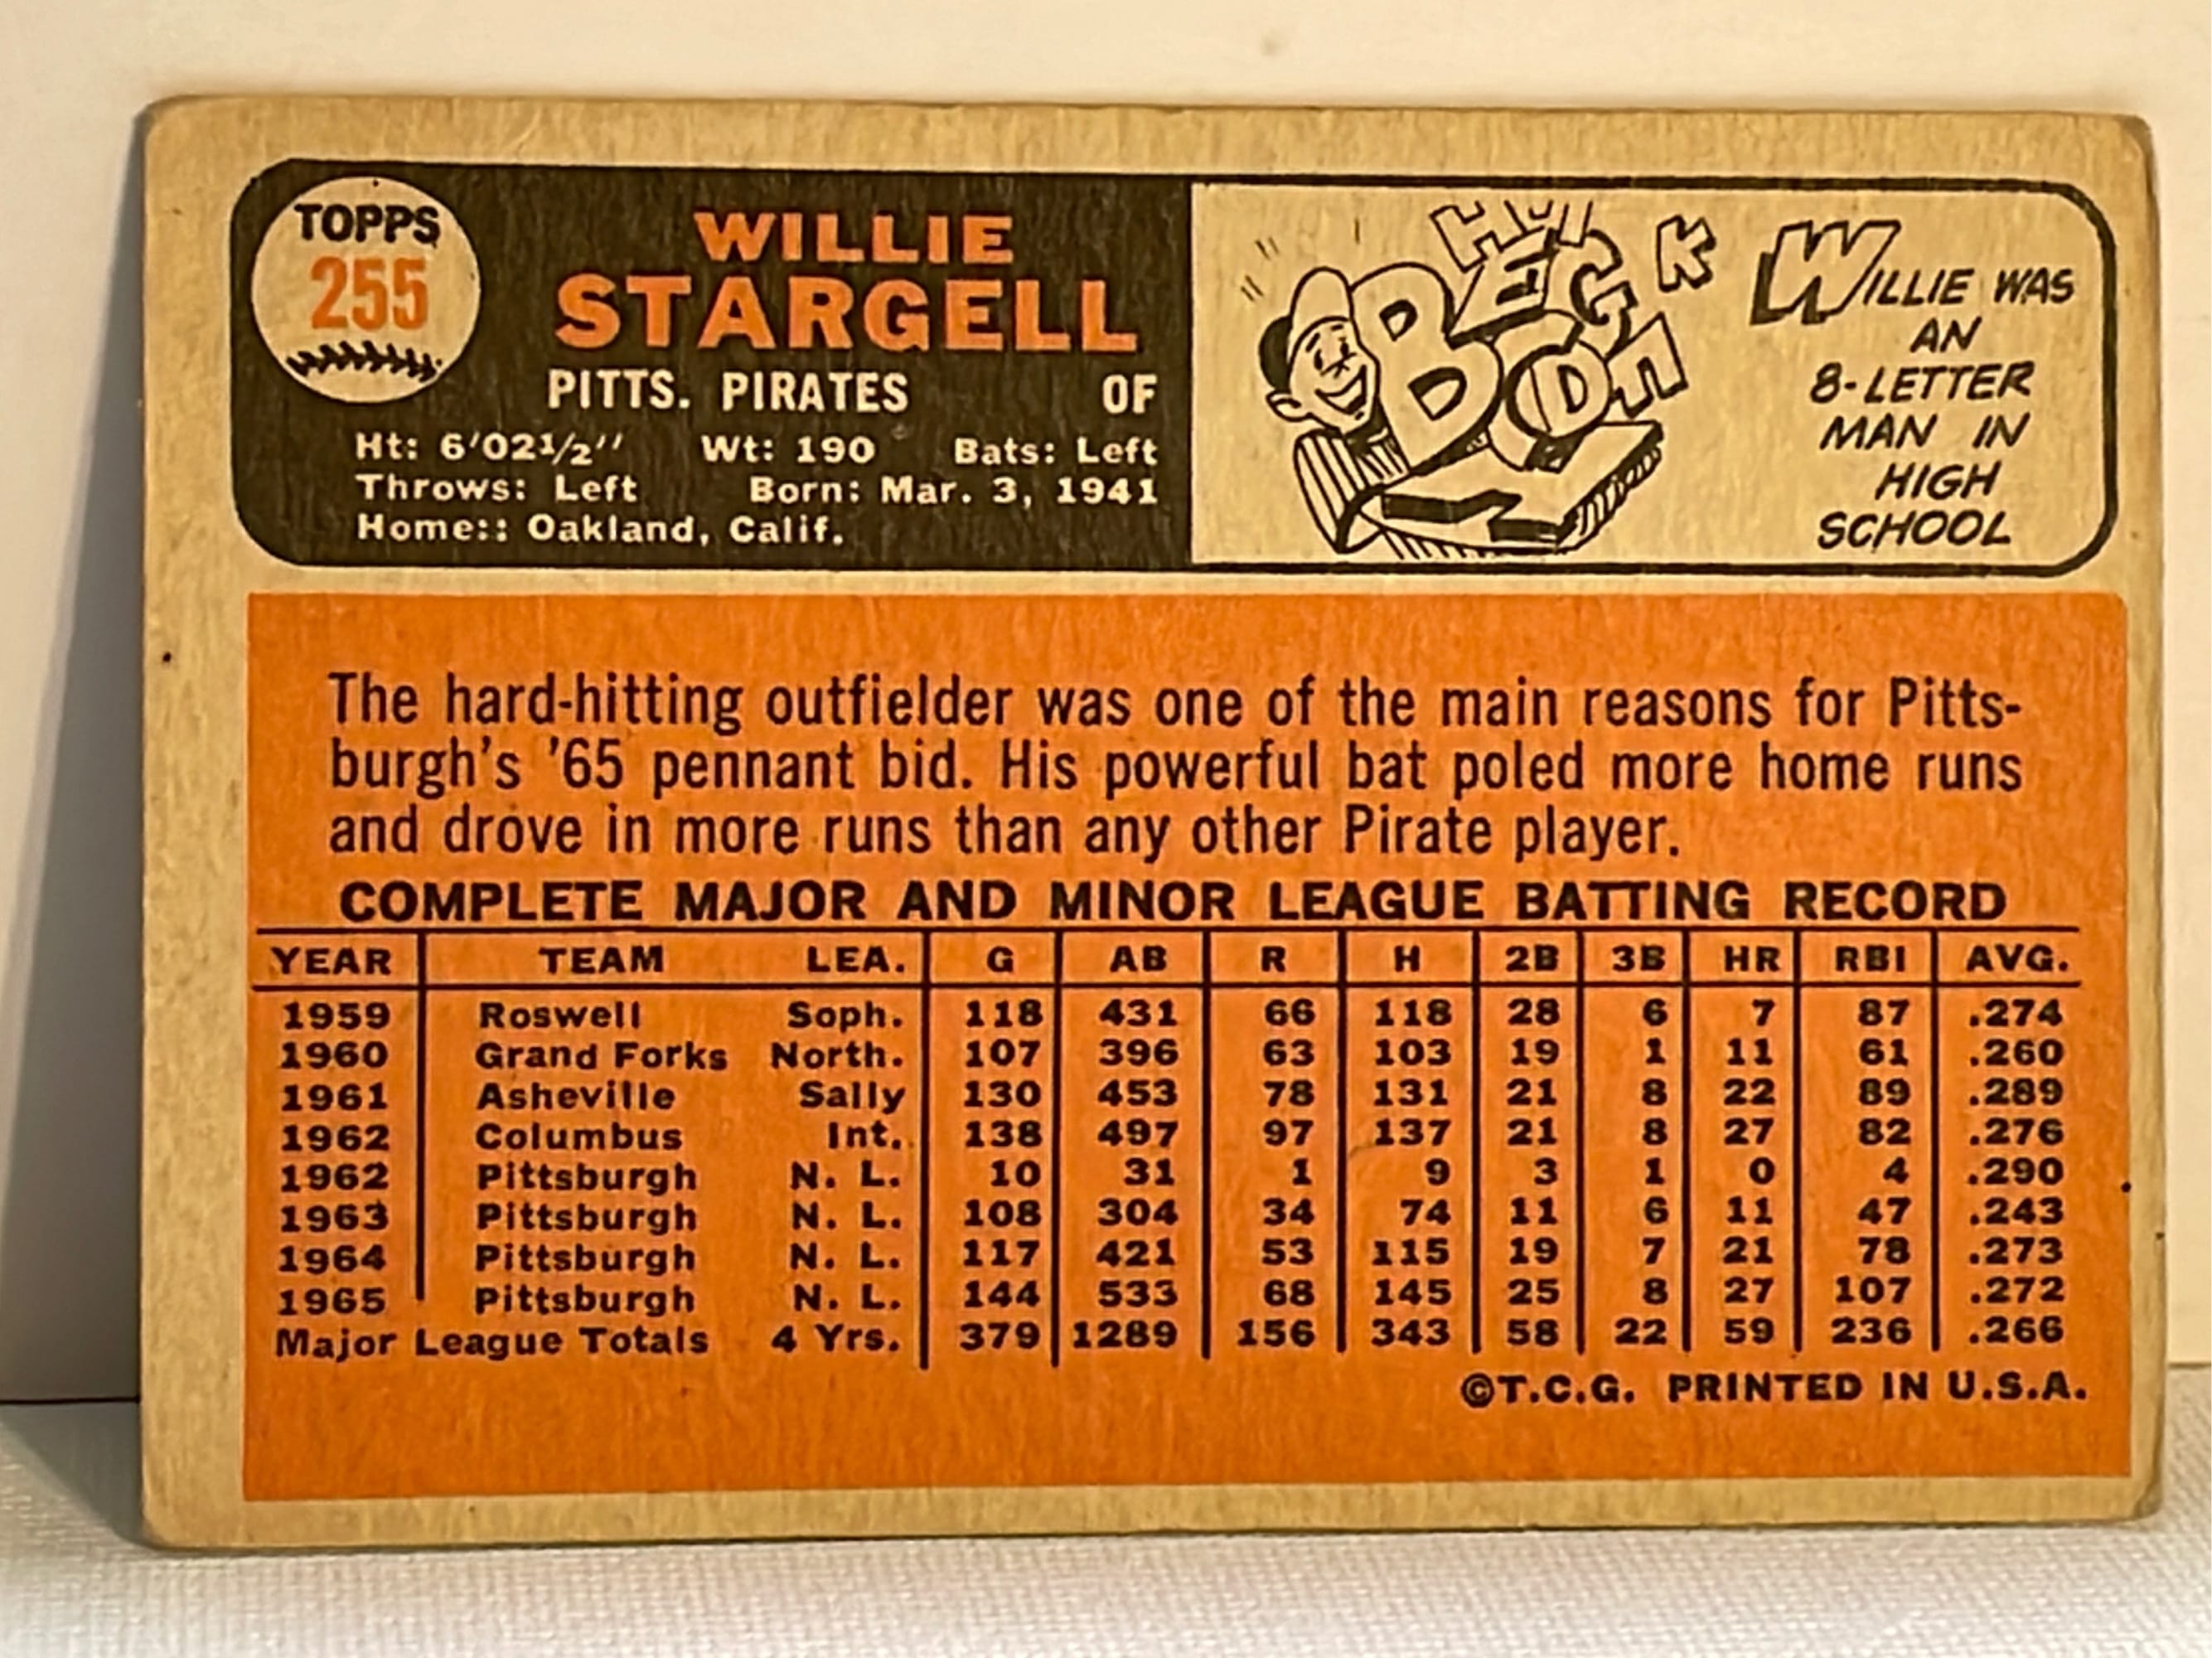 TOPPS
255
WILLIE
STARGELL
PITTS. PIRATES OF
Ht: 6'02½" Wt: 190 Bats: Left
Throws: Left Born: Mar. 3, 1941
Home:: Oakland, Calif.
WILLIE WAS
AN
8-LETTER
MAN IN
HIGH
SCHOOL
The hard-hitting outfielder was one of the main reasons for Pitts-
burgh's '65 pennant bid. His powerful bat poled more home runs
and drove in more runs than any other Pirate player.
COMPLETE MAJOR AND MINOR LEAGUE BATTING RECORD
YEAR TEAM LEA. G AB R H 2B 3B HR RBI AVG.
1959 Roswell Soph. 118 431 66 118 28 6 7 87 .274
1960 Grand Forks North. 107 396 63 103 19 1 11 61 .260
1961 Asheville Sally 130 453 78 131 21 8 22 89 .289
1962 Columbus Int. 138 497 97 137 21 8 27 82 .276
1962 Pittsburgh N. L. 10 31 1 9 3 1 0 4 .290
1963 Pittsburgh N. L. 108 304 34 74 11 6 11 47 .243
1964 Pittsburgh N. L. 117 421 53 115 19 7 21 78 .273
1965 Pittsburgh N. L. 144 533 68 145 25 8 27 107 .272
Major League Totals 4 Yrs. 379 1289 156 343 58 22 59 236 .266
©T.C.G. PRINTED IN U.S.A.